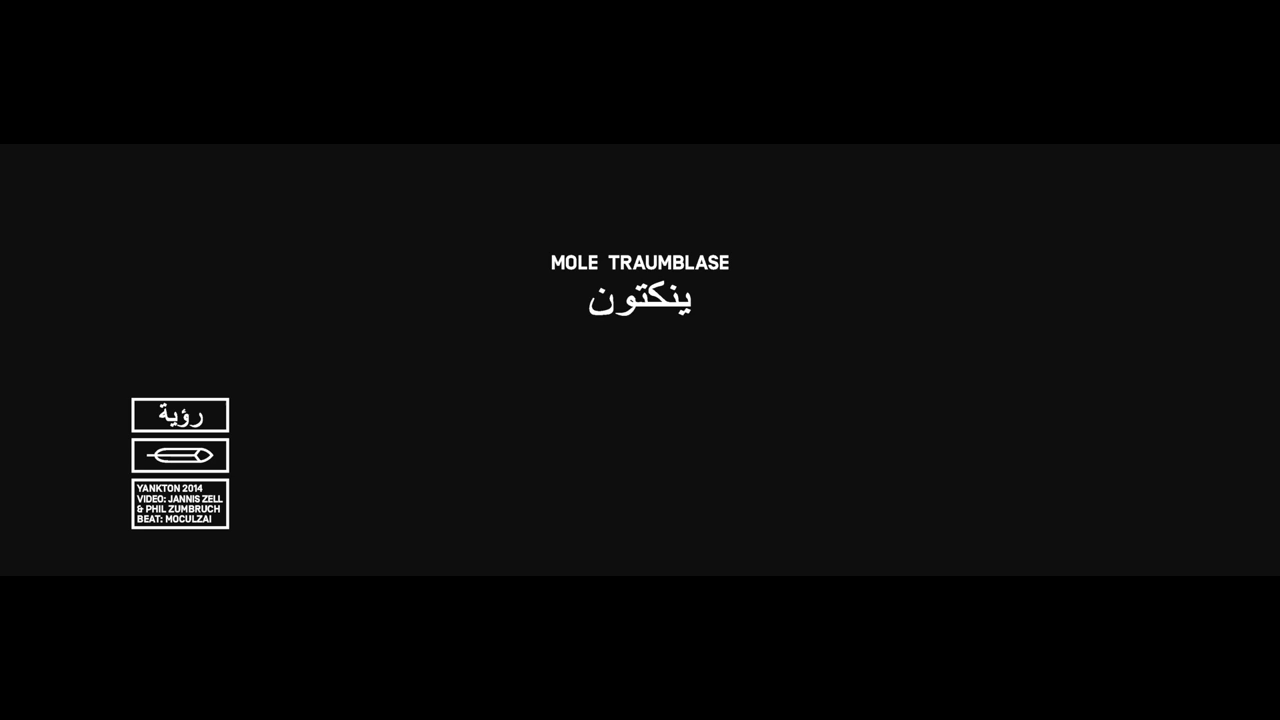 MOLE TRAUMBLASE
ينكتون
رؤية
YANKTON 2014
VIDEO: JANNIS ZELL
& PHIL ZUMBRUCH
BEAT: MOCULZAI